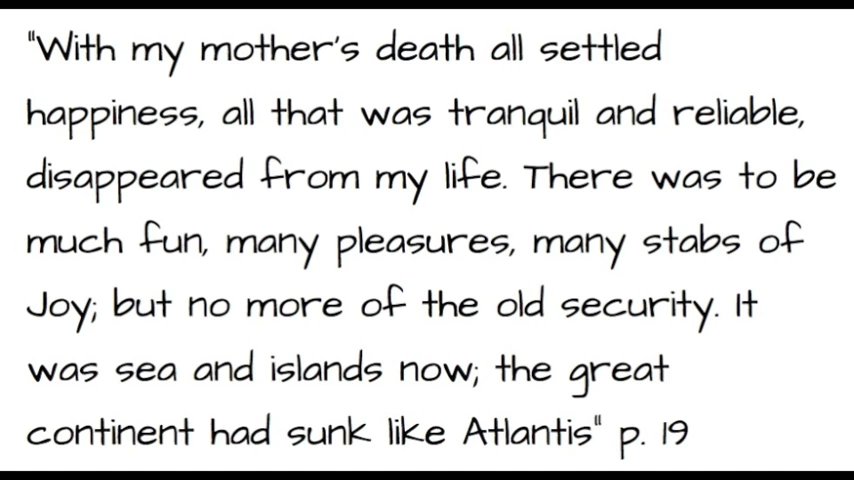 "With my mother's death all settled
happiness, all that was tranquil and reliable,
disappeared from my life. There was to be
much fun, many pleasures, many stabs of
Joy; but no more of the old security. It
was sea and islands now; the great
continent had sunk like Atlantis" p. 19